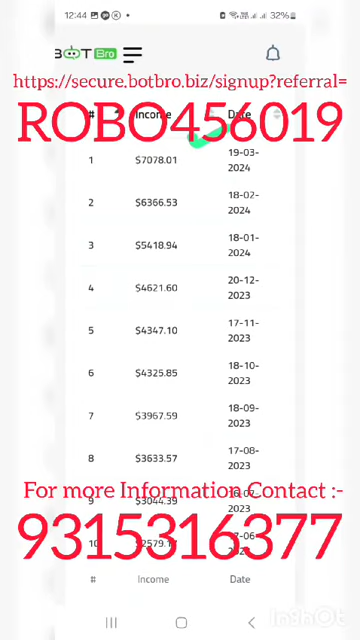 12:44 32%
BOT Bro
https://secure.botbro.biz/signup?referral=
ROBO456019
# Income Date
1 $7078.01 19-03-2024
2 $6366.53 18-02-2024
3 $5418.94 18-01-2024
4 $4621.60 20-12-2023
5 $4347.10 17-11-2023
6 $4325.85 18-10-2023
7 $3967.59 18-09-2023
8 $3633.57 17-08-2023
For more Information Contact :-
9 $3044.39 2023
9315316377
10
# Income Date
InShOt